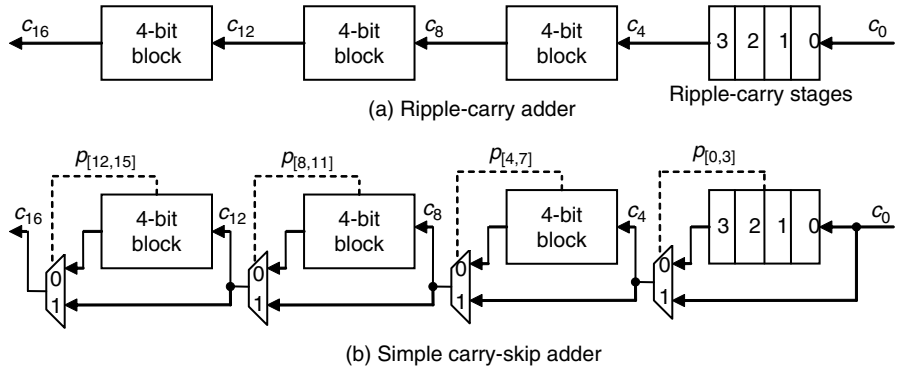 c16 4-bit block c12 4-bit block c8 4-bit block c4 3 2 1 0 c0
Ripple-carry stages
(a) Ripple-carry adder
p[12,15] p[8,11] p[4,7] p[0,3]
c16 4-bit block c12 4-bit block c8 4-bit block c4 3 2 1 0 c0
0 0 0 0
1 1 1 1
(b) Simple carry-skip adder